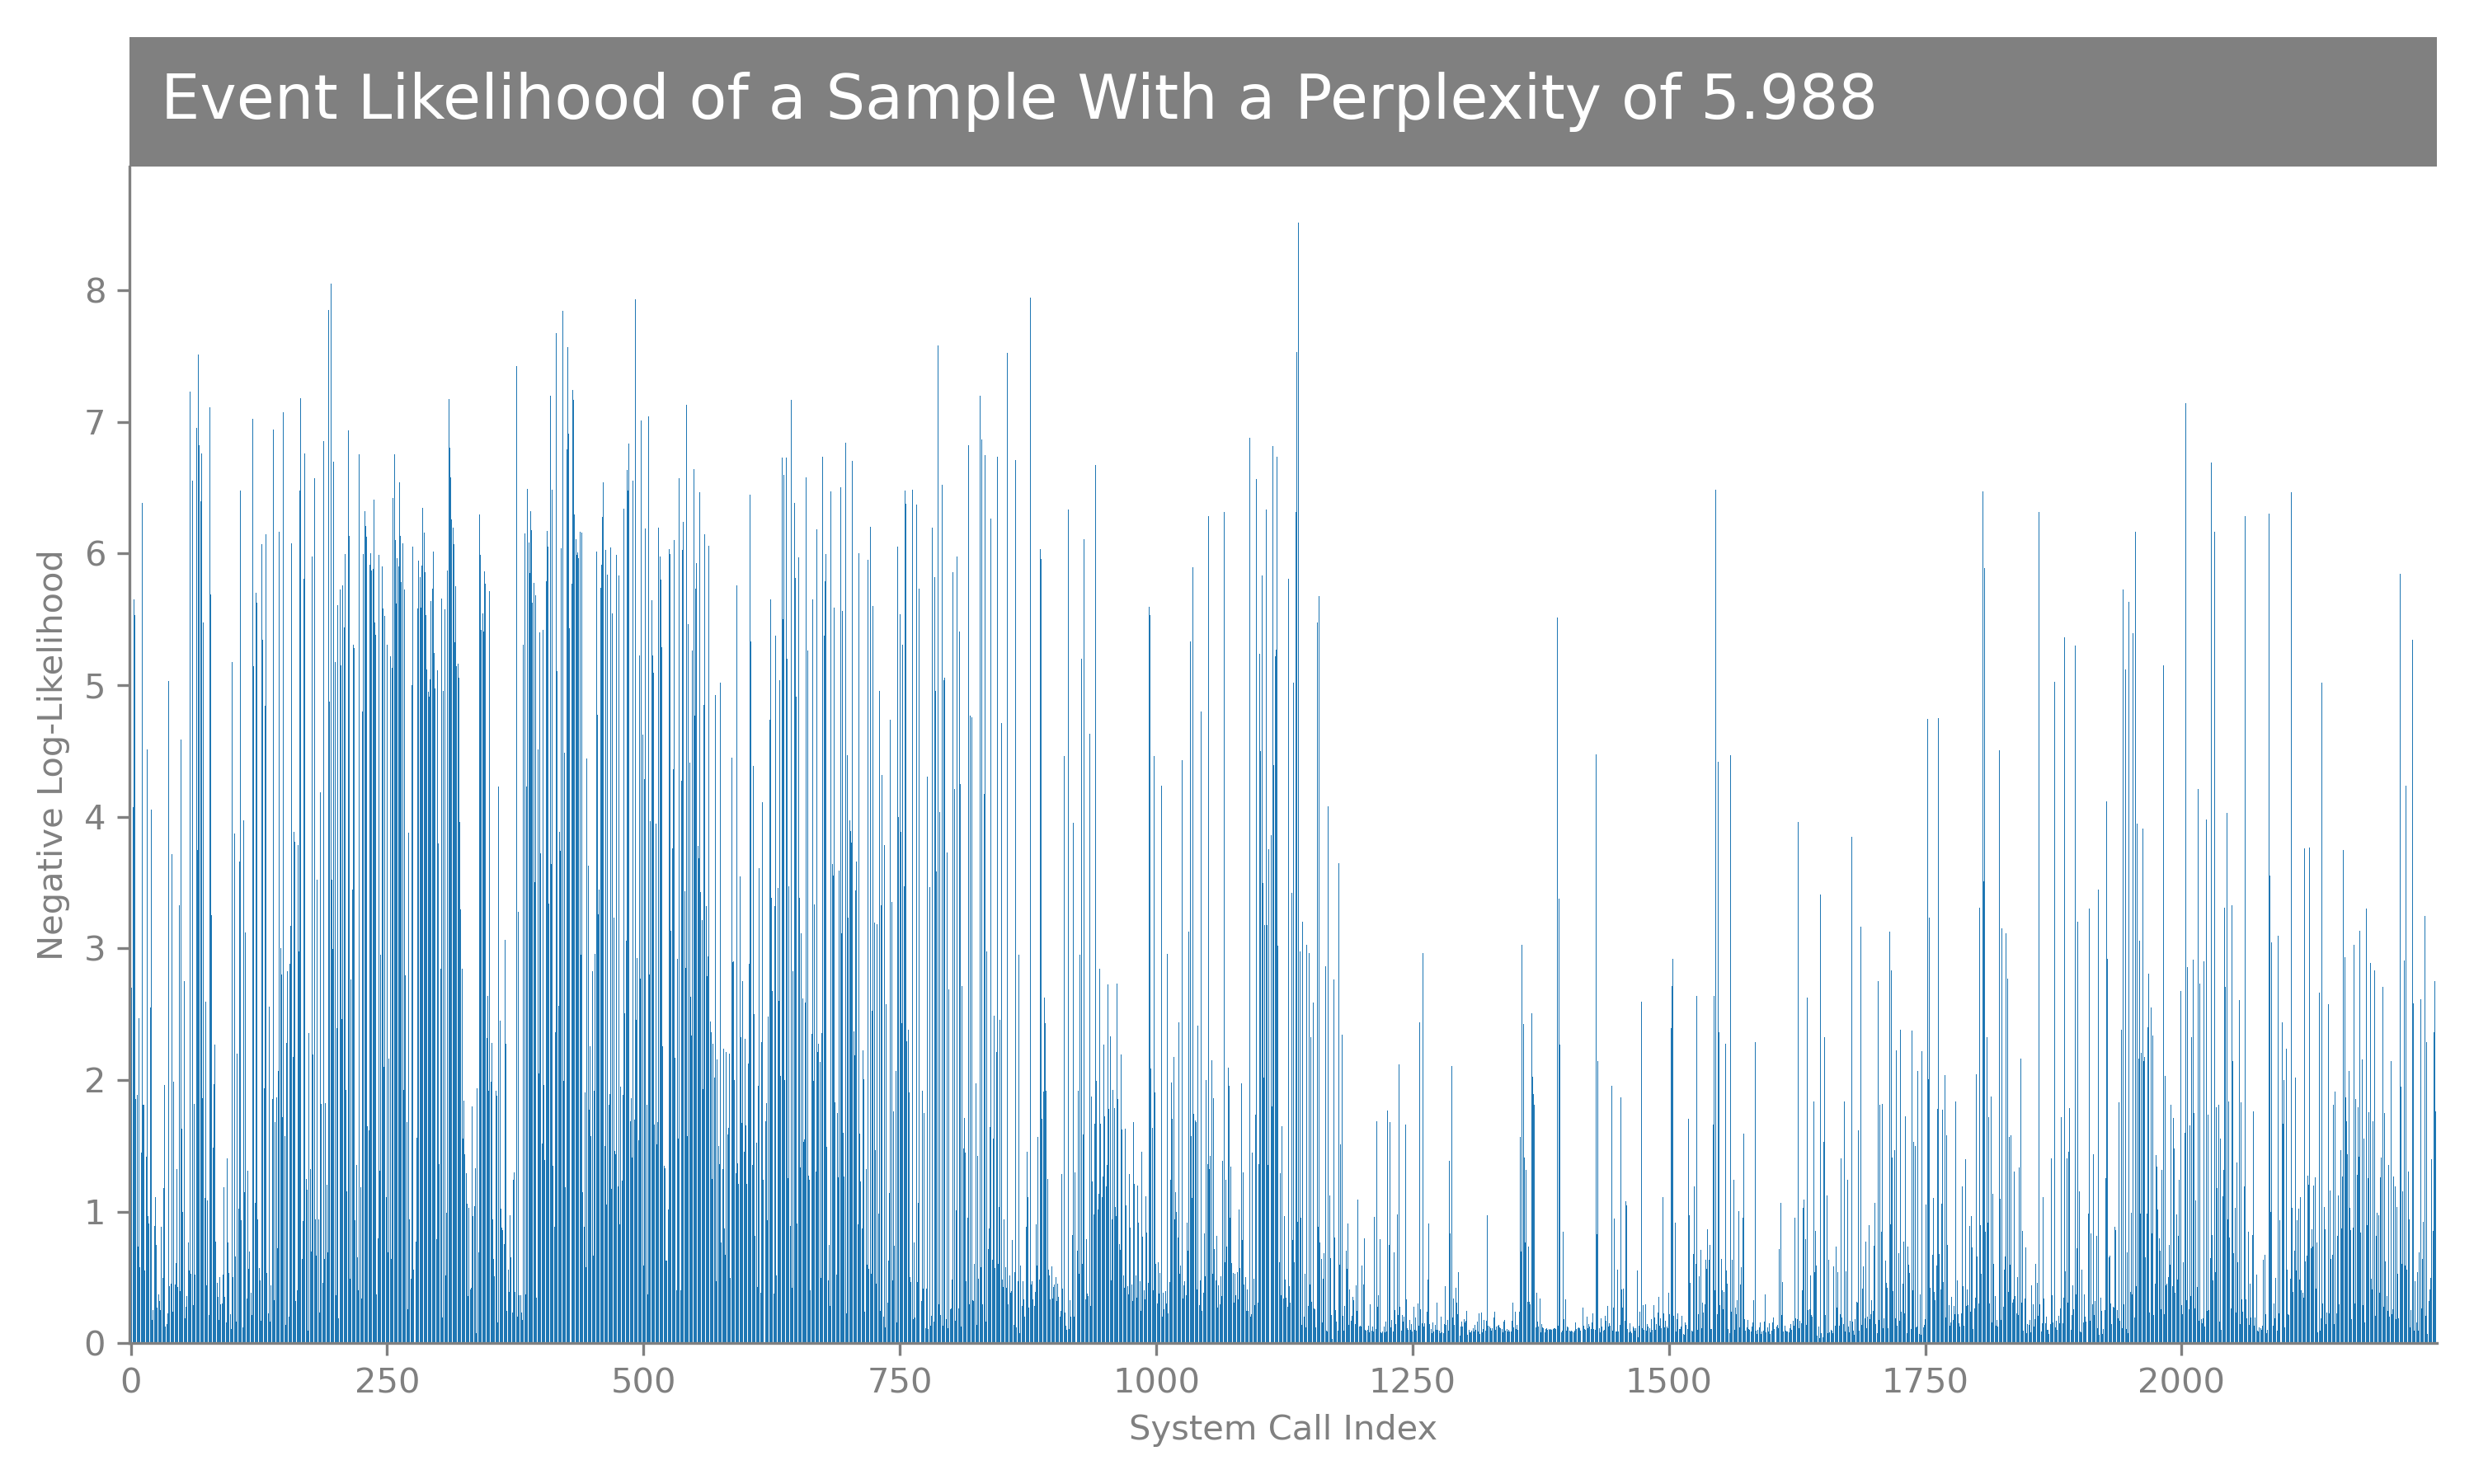 Event Likelihood of a Sample With a Perplexity of 5.988
8
7
6
5
4
3
2
1
0
Negative Log-Likelihood
0 250 500 750 1000 1250 1500 1750 2000
System Call Index